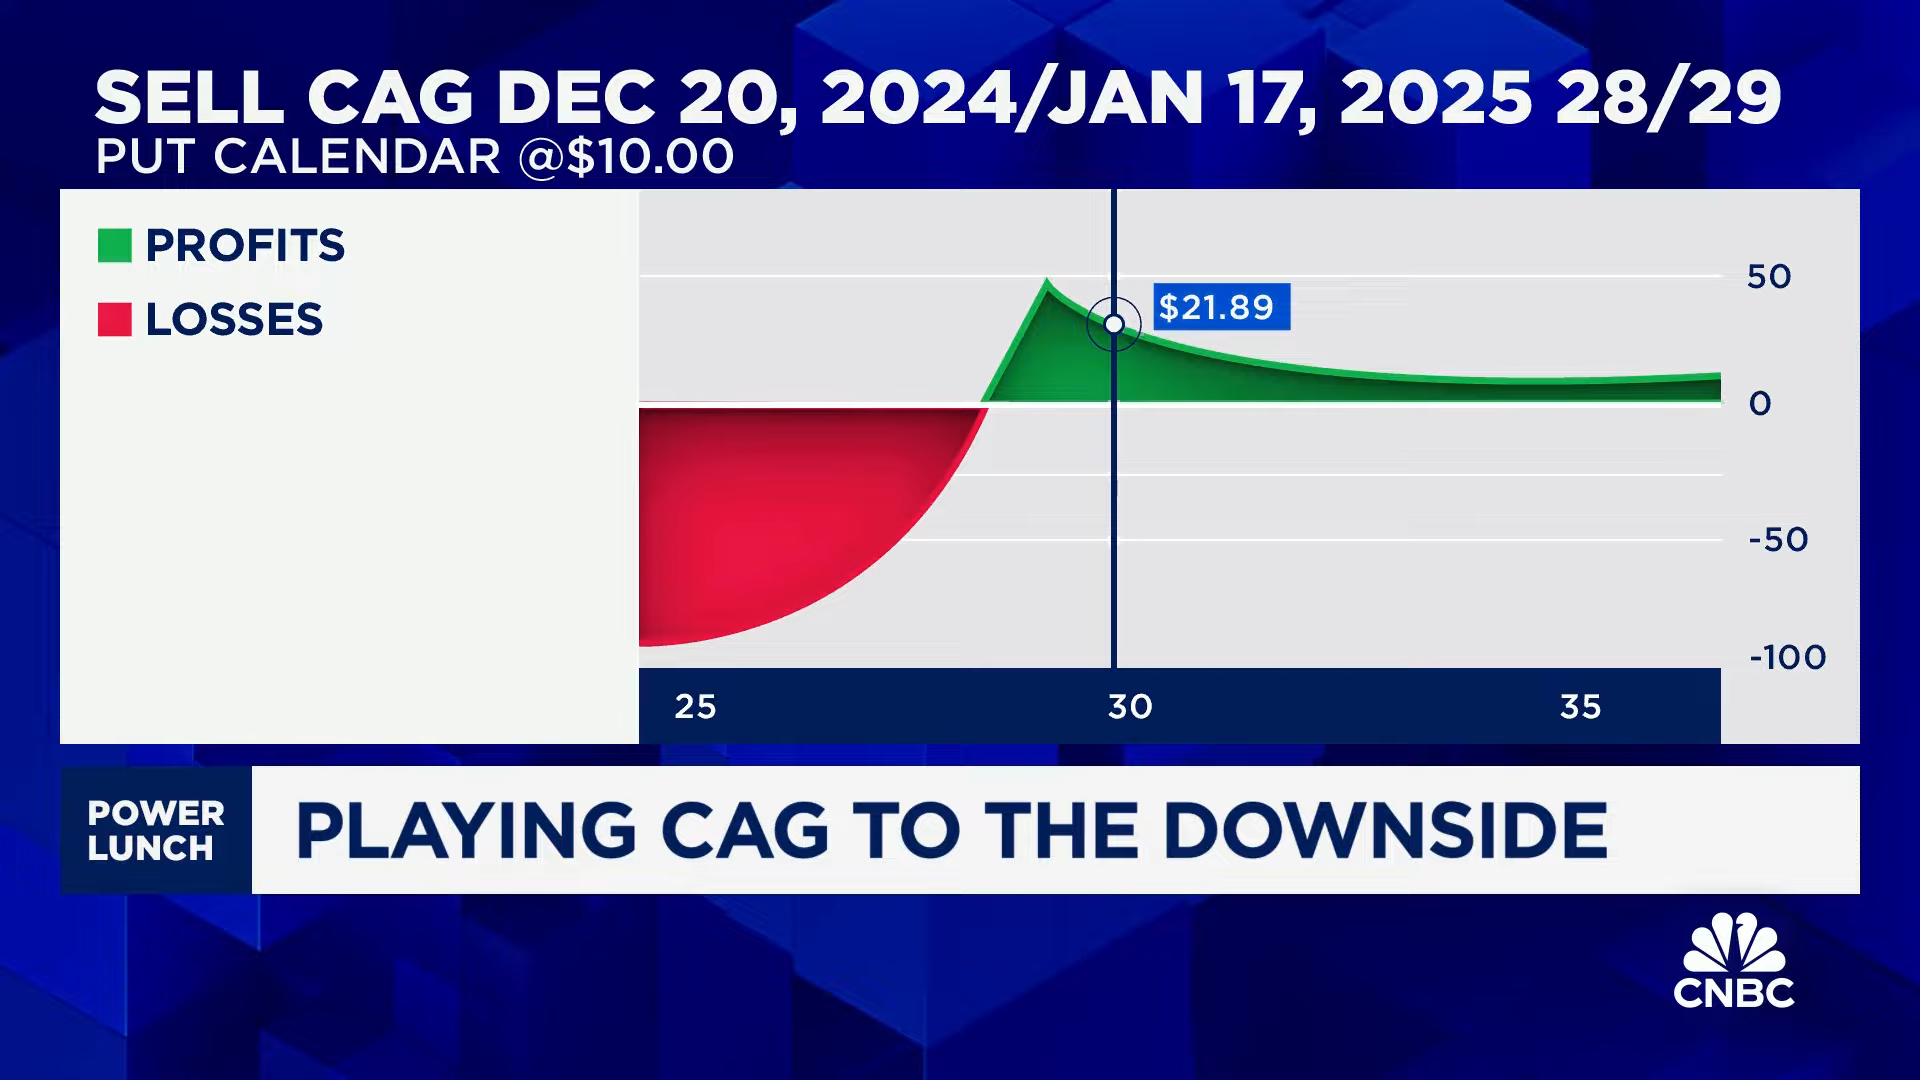 SELL CAG DEC 20, 2024/JAN 17, 2025 28/29
PUT CALENDAR @$10.00
PROFITS
LOSSES
$21.89
50
0
-50
-100
25 30 35
POWER
LUNCH
PLAYING CAG TO THE DOWNSIDE
CNBC